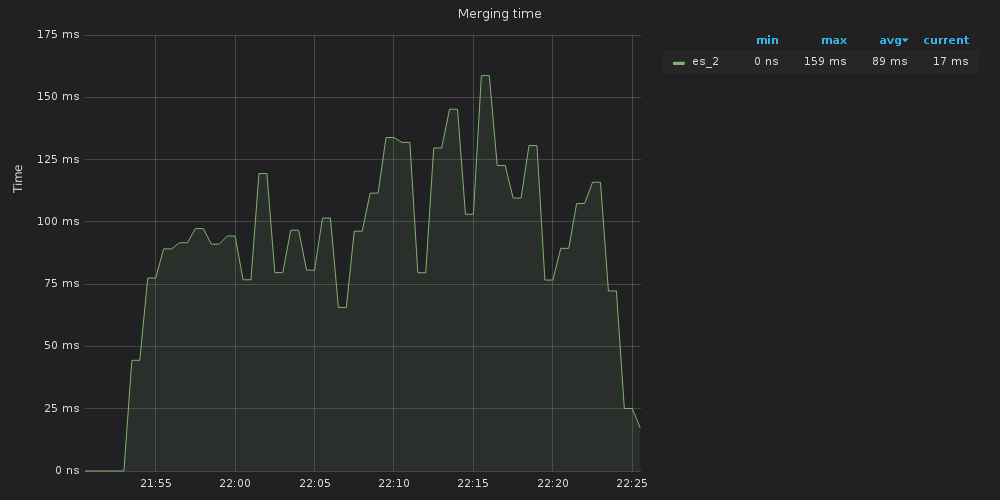 Merging time
175 ms
150 ms
125 ms
100 ms
75 ms
50 ms
25 ms
0 ns
Time
21:55 22:00 22:05 22:10 22:15 22:20 22:25
min max avg current
es_2 0 ns 159 ms 89 ms 17 ms